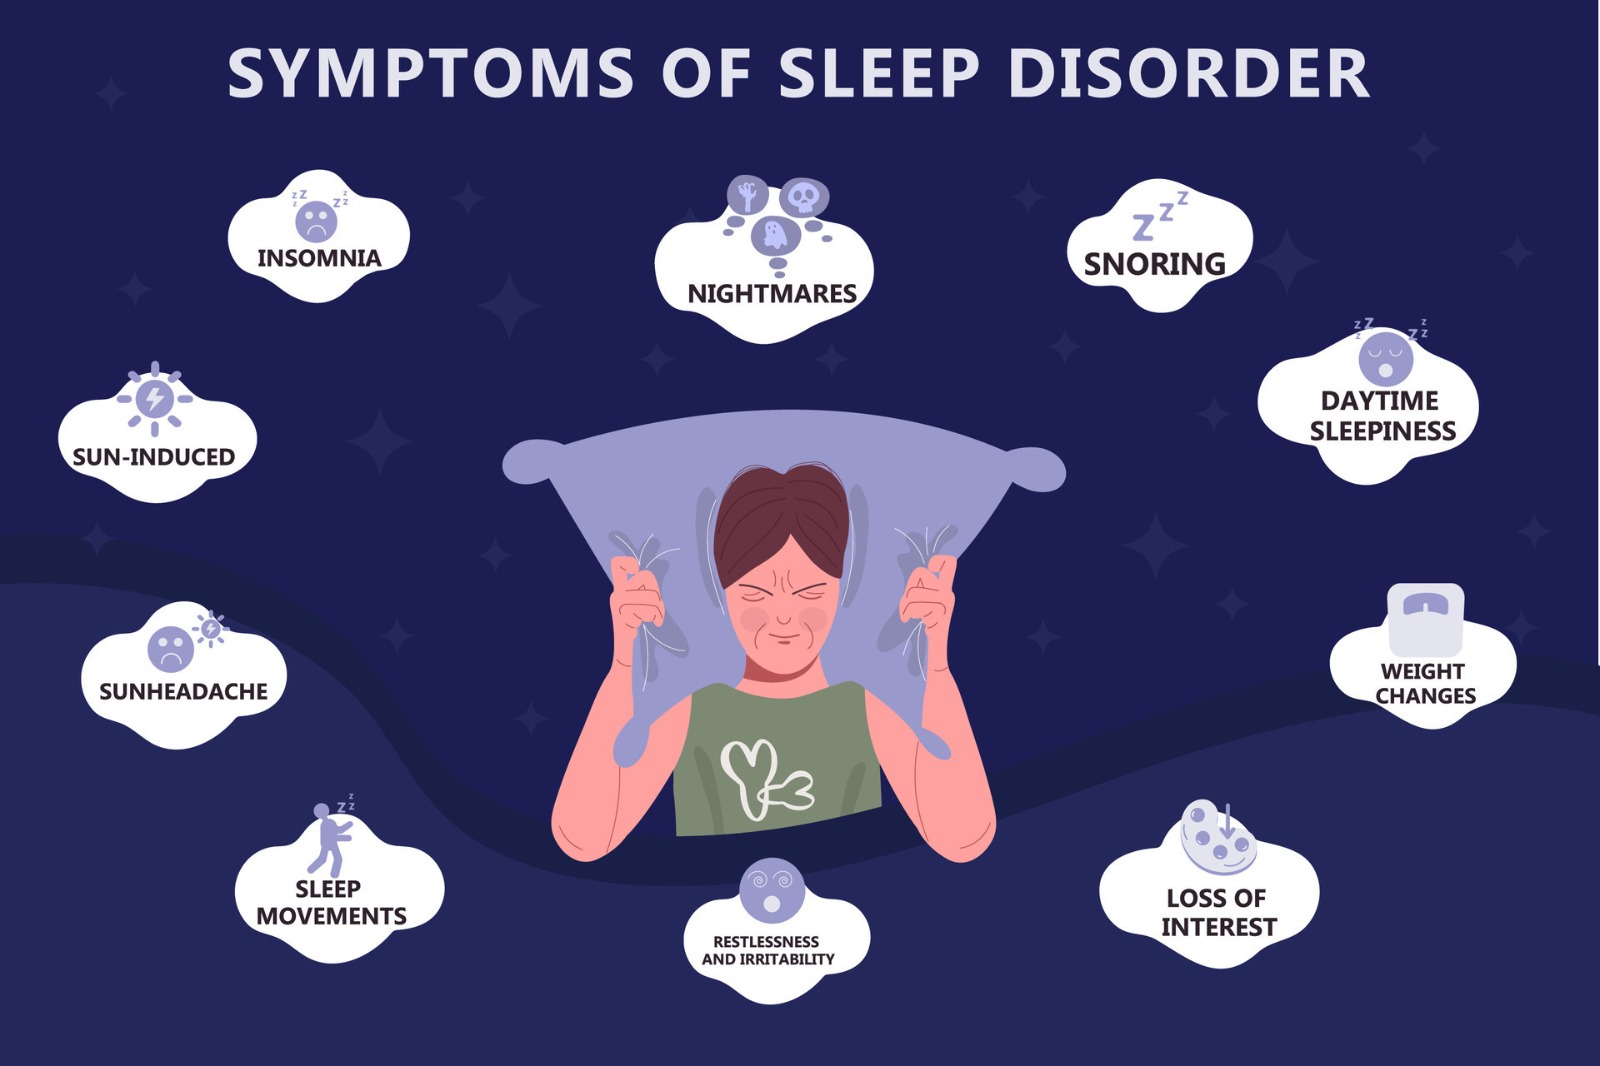 SYMPTOMS OF SLEEP DISORDER
z Z
z
z
Z z
INSOMNIA
NIGHTMARES
z
z
Z
SNORING
z Z
z
z
Z z
DAYTIME
SLEEPINESS
SUN-INDUCED
SUNHEADACHE
WEIGHT
CHANGES
z
Z z
SLEEP
MOVEMENTS
RESTLESSNESS
AND IRRITABILITY
LOSS OF
INTEREST